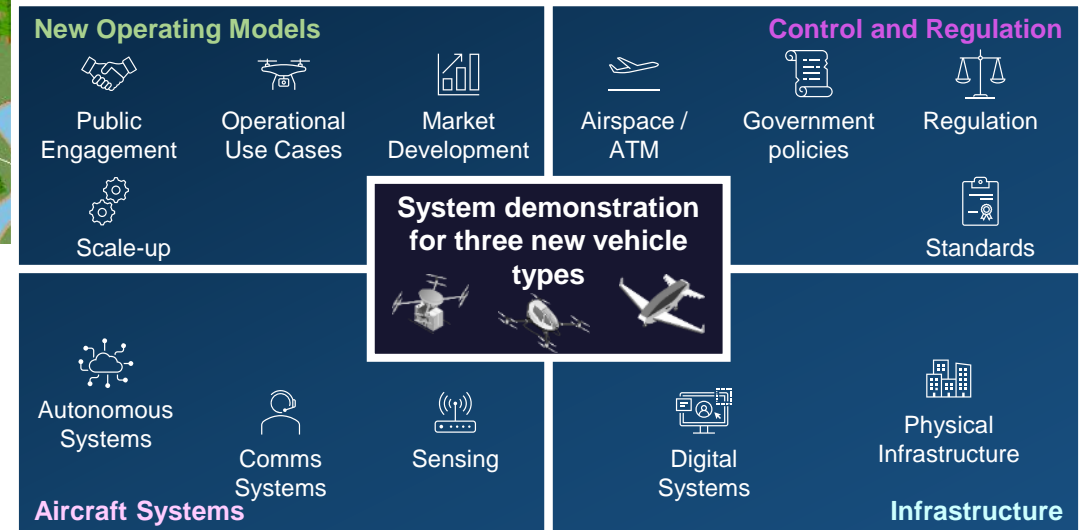 New Operating Models
Public
Engagement
Operational
Use Cases
Market
Development
Scale-up
Control and Regulation
Airspace /
ATM
Government
policies
Regulation
Standards
System demonstration
for three new vehicle
types
Autonomous
Systems
Comms
Systems
Sensing
Aircraft Systems
Digital
Systems
Physical
Infrastructure
Infrastructure